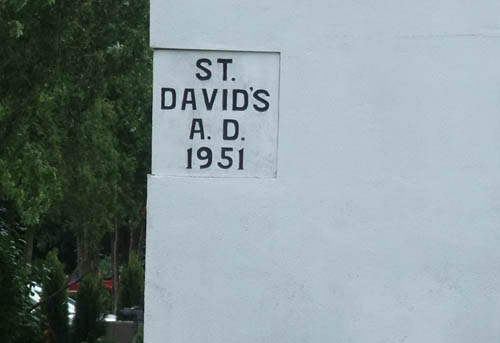 ST.
DAVID'S
A. D.
1951